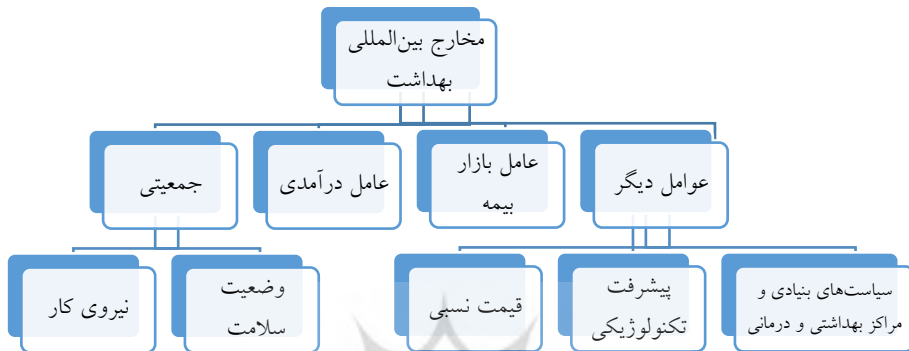 مخارج بین‌المللی
بهداشت
عوامل دیگر
عامل بازار
بیمه
عامل درآمدی
جمعیتی
سیاست‌های بنیادی و
مراکز بهداشتی و درمانی
پیشرفت
تکنولوژیکی
قیمت نسبی
وضعیت
سلامت
نیروی کار